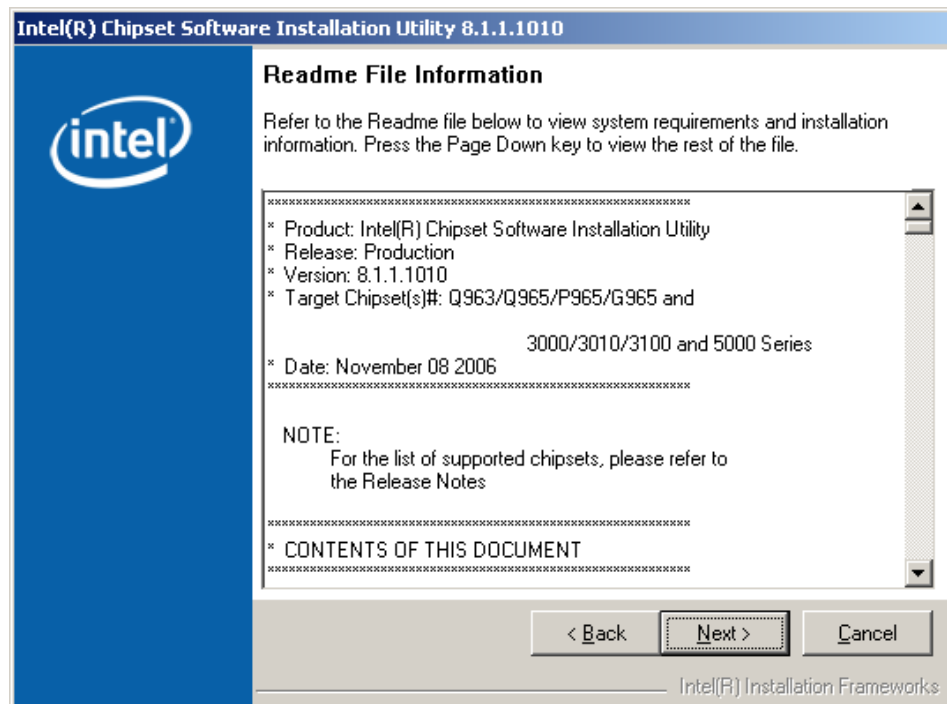 Intel(R) Chipset Software Installation Utility 8.1.1.1010
intel
Readme File Information
Refer to the Readme file below to view system requirements and installation
information. Press the Page Down key to view the rest of the file.
*************************************************************
* Product: Intel(R) Chipset Software Installation Utility
* Release: Production
* Version: 8.1.1.1010
* Target Chipset(s)#: Q963/Q965/P965/G965 and
3000/3010/3100 and 5000 Series
* Date: November 08 2006
*************************************************************
NOTE:
For the list of supported chipsets, please refer to
the Release Notes
*************************************************************
* CONTENTS OF THIS DOCUMENT
*************************************************************
< Back
Next >
Cancel
Intel(R) Installation Frameworks